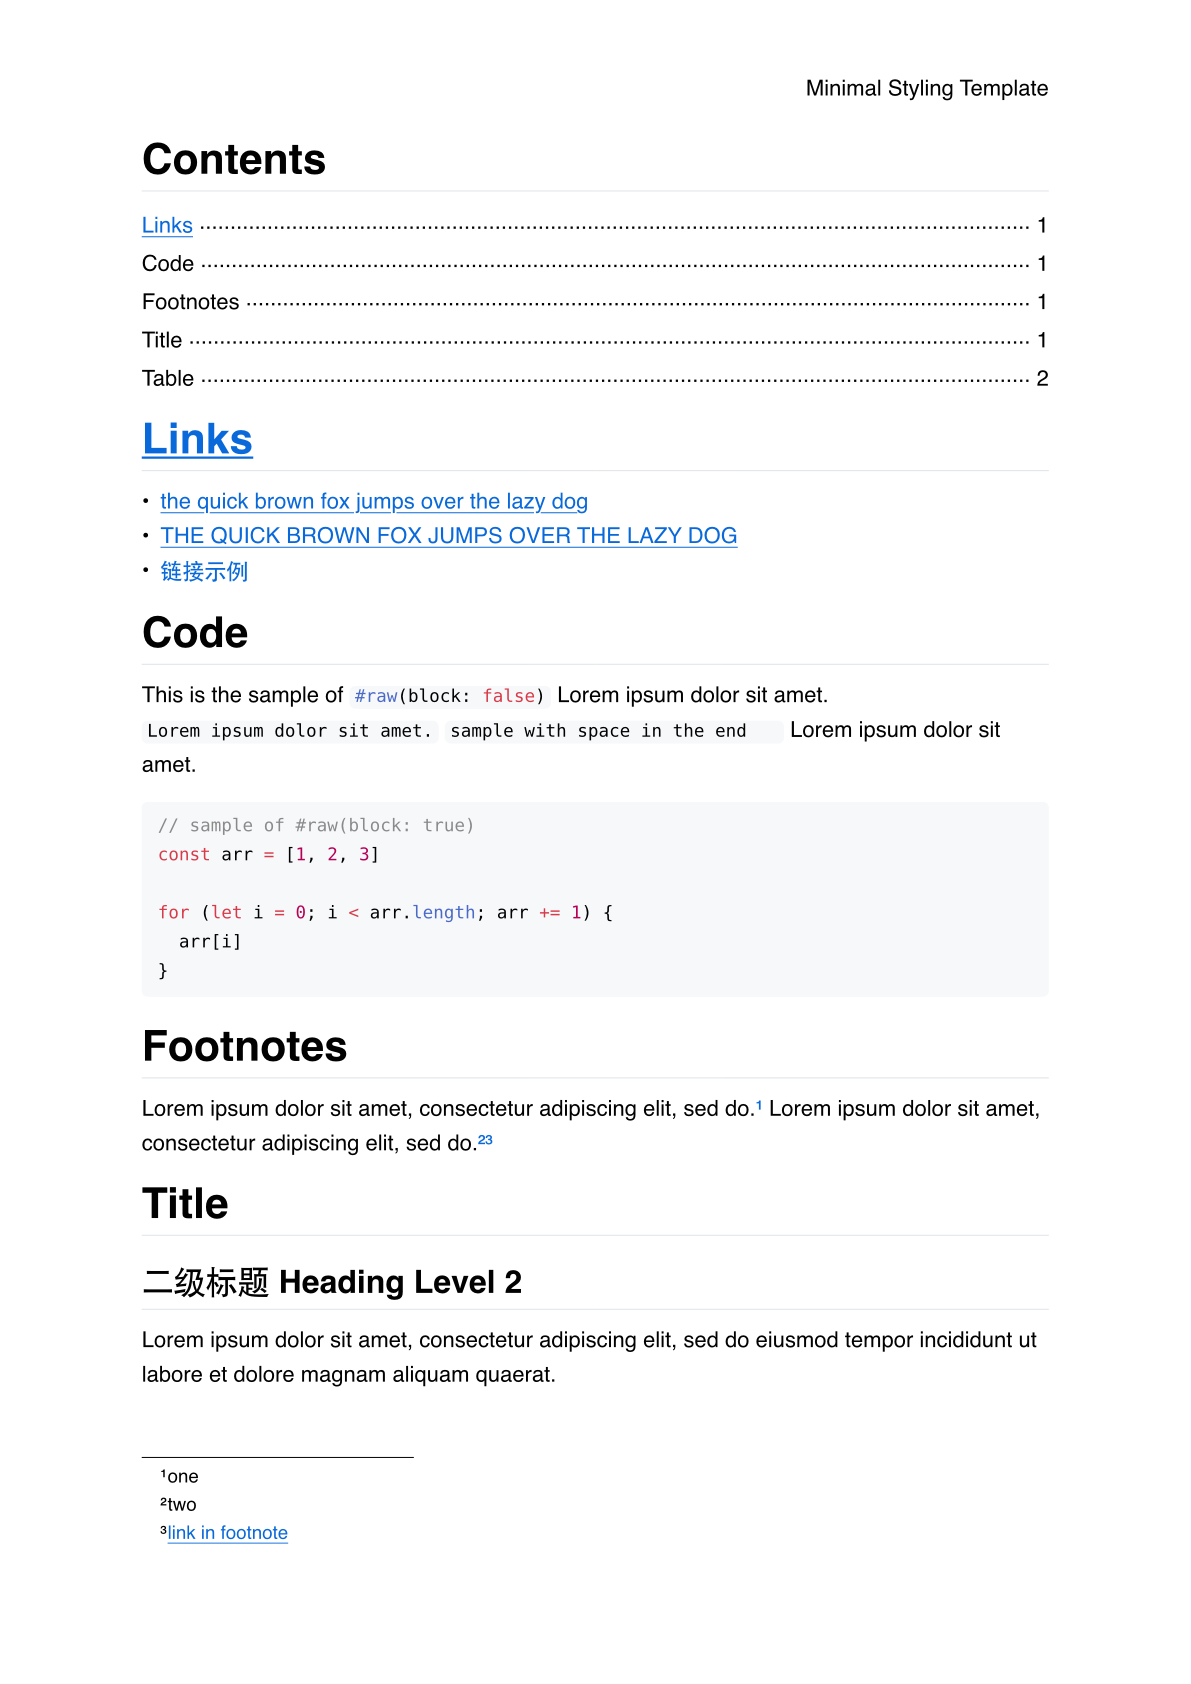 Minimal Styling Template
Contents
Links 1
Code 1
Footnotes 1
Title 1
Table 2
Links
• the quick brown fox jumps over the lazy dog
• THE QUICK BROWN FOX JUMPS OVER THE LAZY DOG
• 链接示例
Code
This is the sample of #raw(block: false) Lorem ipsum dolor sit amet.
Lorem ipsum dolor sit amet. sample with space in the end Lorem ipsum dolor sit
amet.
// sample of #raw(block: true)
const arr = [1, 2, 3]
for (let i = 0; i < arr.length; arr += 1) {
  arr[i]
}
Footnotes
Lorem ipsum dolor sit amet, consectetur adipiscing elit, sed do.¹ Lorem ipsum dolor sit amet,
consectetur adipiscing elit, sed do.²³
Title
二级标题 Heading Level 2
Lorem ipsum dolor sit amet, consectetur adipiscing elit, sed do eiusmod tempor incididunt ut
labore et dolore magnam aliquam quaerat.
¹one
²two
³link in footnote